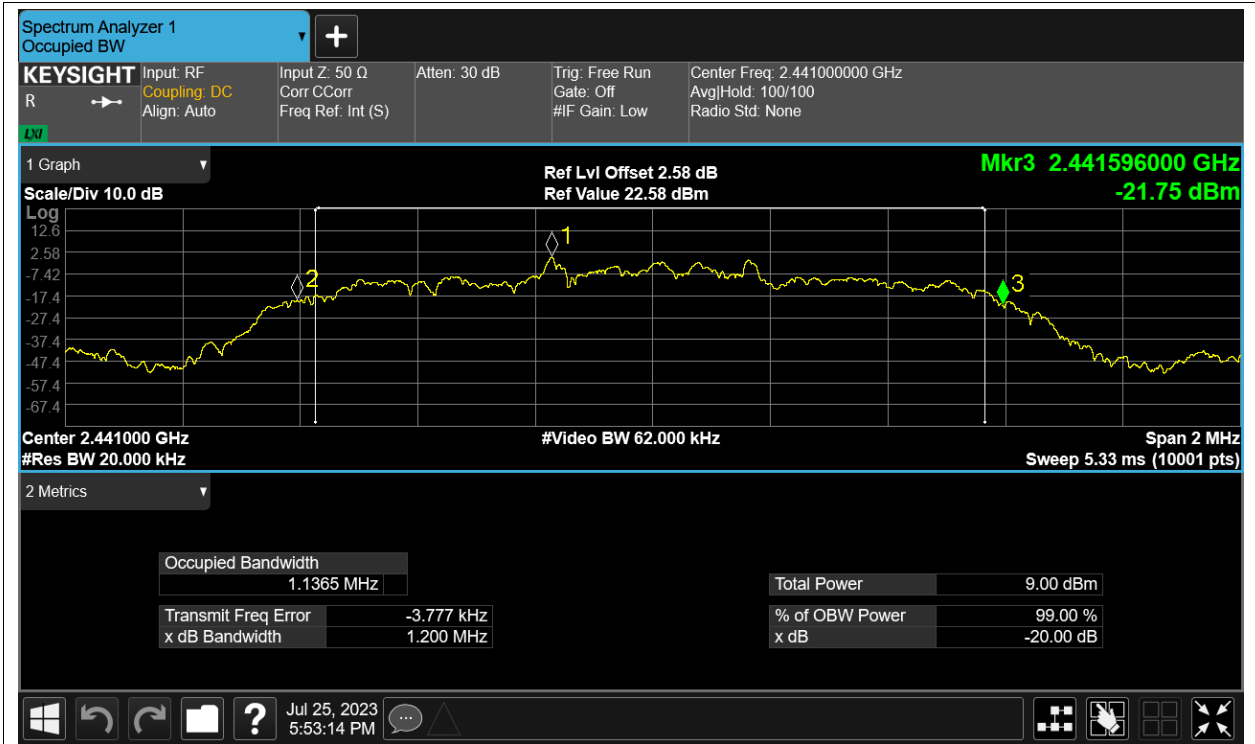 Spectrum Analyzer 1
Occupied BW
KEYSIGHT
R
LXI
Input: RF
Coupling: DC
Align: Auto
Input Z: 50 Ω
Corr CCorr
Freq Ref: Int (S)
Atten: 30 dB
Trig: Free Run
Gate: Off
#IF Gain: Low
Center Freq: 2.441000000 GHz
Avg|Hold: 100/100
Radio Std: None
1 Graph
Scale/Div 10.0 dB
Ref Lvl Offset 2.58 dB
Ref Value 22.58 dBm
Mkr3 2.441596000 GHz
-21.75 dBm
Log
12.6
2.58
-7.42
-17.4
-27.4
-37.4
-47.4
-57.4
-67.4
1
2
3
Center 2.441000 GHz
#Video BW 62.000 kHz
Span 2 MHz
#Res BW 20.000 kHz
Sweep 5.33 ms (10001 pts)
2 Metrics
Occupied Bandwidth
1.1365 MHz
Transmit Freq Error -3.777 kHz
x dB Bandwidth 1.200 MHz
Total Power 9.00 dBm
% of OBW Power 99.00 %
x dB -20.00 dB
?
Jul 25, 2023
5:53:14 PM